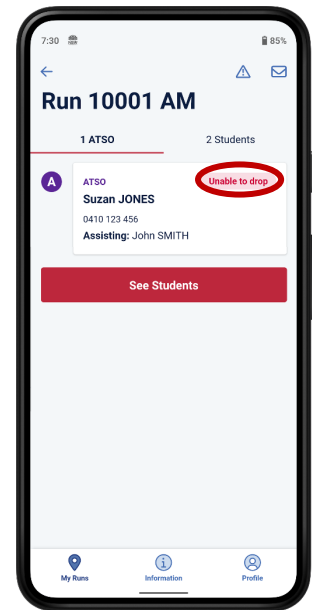 7:30
85%
Run 10001 AM
1 ATSO
2 Students
A
ATSO
Unable to drop
Suzan JONES
0410 123 456
Assisting: John SMITH
See Students
My Runs
Information
Profile